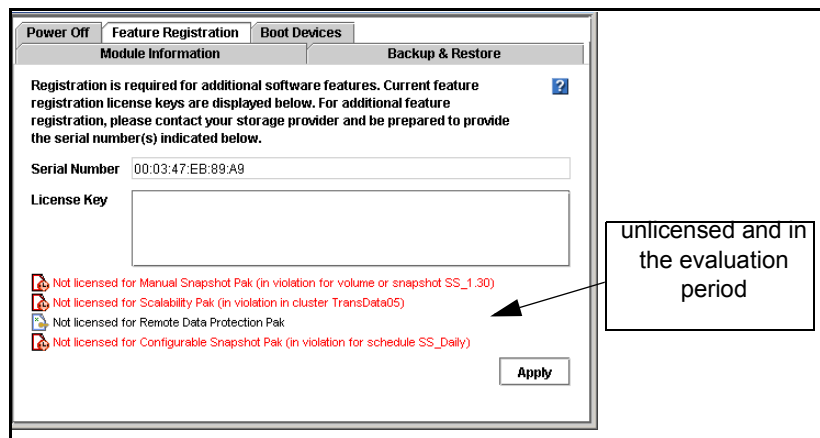 Power Off Feature Registration Boot Devices
Module Information Backup & Restore
Registration is required for additional software features. Current feature
registration license keys are displayed below. For additional feature
registration, please contact your storage provider and be prepared to provide
the serial number(s) indicated below.
?
Serial Number 00:03:47:EB:89:A9
License Key
Not licensed for Manual Snapshot Pak (in violation for volume or snapshot SS_1.30)
Not licensed for Scalability Pak (in violation in cluster TransData05)
Not licensed for Remote Data Protection Pak
Not licensed for Configurable Snapshot Pak (in violation for schedule SS_Daily)
Apply
unlicensed and in
the evaluation
period